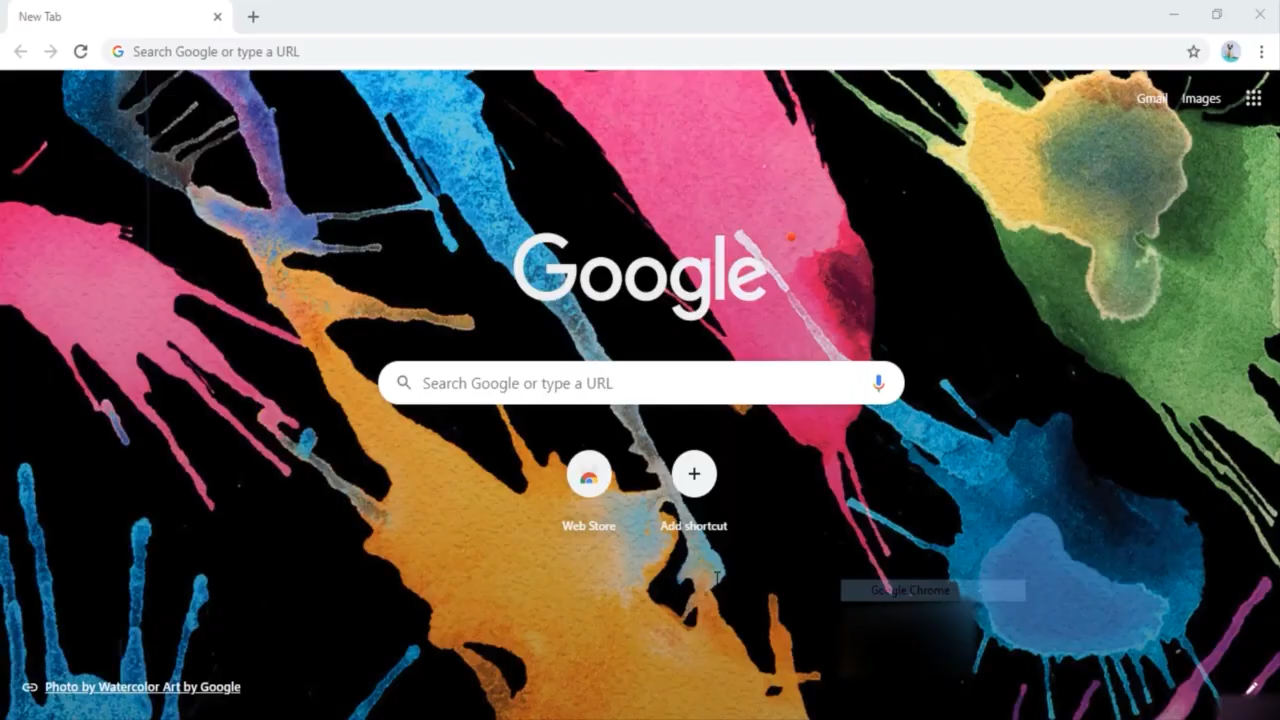 New Tab
Search Google or type a URL
Gmail Images
Google
Search Google or type a URL
Web Store Add shortcut
Google Chrome
Photo by Watercolor Art by Google